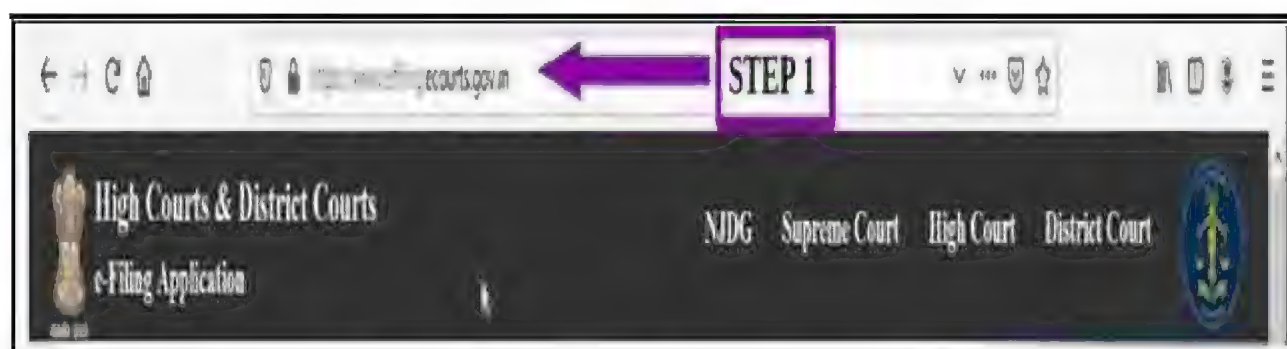 ecourts.gov.in
STEP 1
High Courts & District Courts
e-Filing Application
NJDG Supreme Court High Court District Court